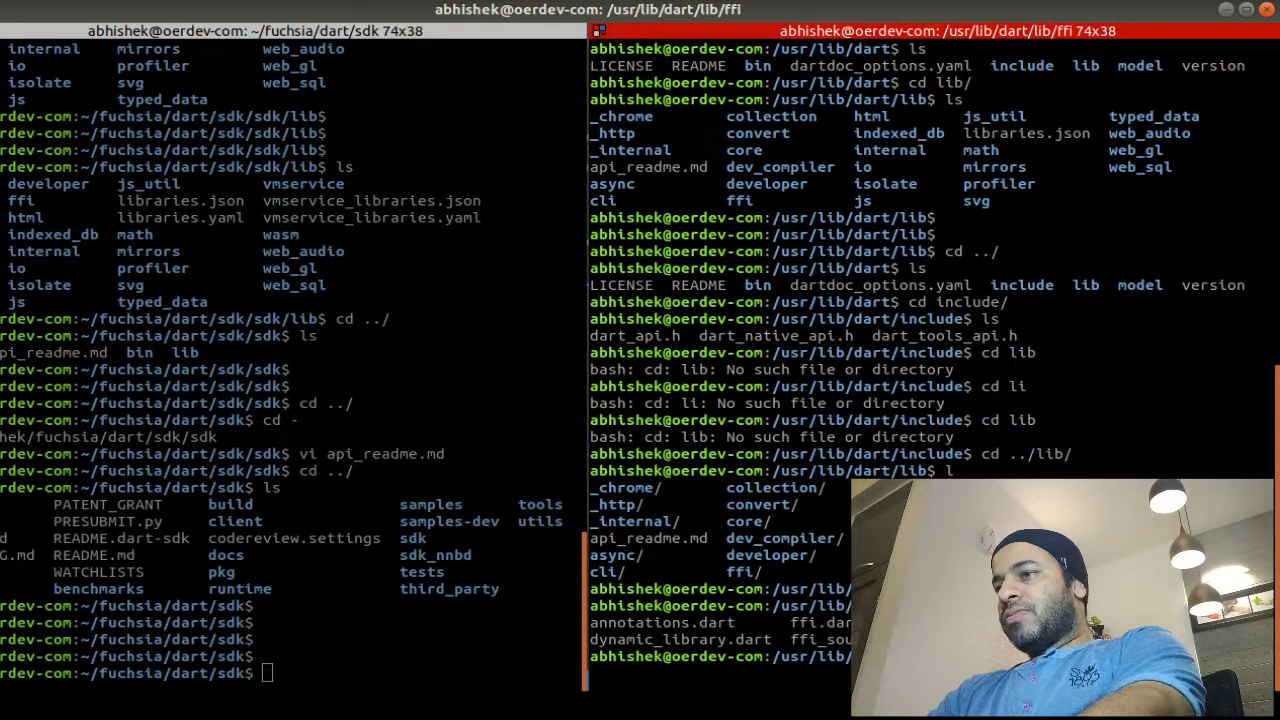 abhishek@oerdev-com: /usr/lib/dart/lib/ffi
abhishek@oerdev-com: ~/fuchsia/dart/sdk 74x38
internal mirrors web_audio
io profiler web_gl
isolate svg web_sql
js typed_data
rdev-com:~/fuchsia/dart/sdk/sdk/lib$
rdev-com:~/fuchsia/dart/sdk/sdk/lib$
rdev-com:~/fuchsia/dart/sdk/sdk/lib$
rdev-com:~/fuchsia/dart/sdk/sdk/lib$ ls
developer js_util vmservice
ffi libraries.json vmservice_libraries.json
html libraries.yaml vmservice_libraries.yaml
indexed_db math wasm
internal mirrors web_audio
io profiler web_gl
isolate svg web_sql
js typed_data
rdev-com:~/fuchsia/dart/sdk/sdk/lib$ cd ../
rdev-com:~/fuchsia/dart/sdk/sdk$ ls
pi_readme.md bin lib
rdev-com:~/fuchsia/dart/sdk/sdk$
rdev-com:~/fuchsia/dart/sdk/sdk$
rdev-com:~/fuchsia/dart/sdk/sdk$ cd ../
rdev-com:~/fuchsia/dart/sdk$ cd -
hek/fuchsia/dart/sdk/sdk
rdev-com:~/fuchsia/dart/sdk/sdk$ vi api_readme.md
rdev-com:~/fuchsia/dart/sdk/sdk$ cd ../
rdev-com:~/fuchsia/dart/sdk$ ls
PATENT_GRANT build samples tools
PRESUBMIT.py client samples-dev utils
d README.dart-sdk codereview.settings sdk
G.md README.md docs sdk_nnbd
WATCHLISTS pkg tests
benchmarks runtime third_party
rdev-com:~/fuchsia/dart/sdk$
rdev-com:~/fuchsia/dart/sdk$
rdev-com:~/fuchsia/dart/sdk$
rdev-com:~/fuchsia/dart/sdk$
rdev-com:~/fuchsia/dart/sdk$
abhishek@oerdev-com: /usr/lib/dart/lib/ffi 74x38
abhishek@oerdev-com:/usr/lib/dart$ ls
LICENSE README bin dartdoc_options.yaml include lib model version
abhishek@oerdev-com:/usr/lib/dart$ cd lib/
abhishek@oerdev-com:/usr/lib/dart/lib$ ls
_chrome collection html js_util typed_data
_http convert indexed_db libraries.json web_audio
_internal core internal math web_gl
api_readme.md dev_compiler io mirrors web_sql
async developer isolate profiler
cli ffi js svg
abhishek@oerdev-com:/usr/lib/dart/lib$
abhishek@oerdev-com:/usr/lib/dart/lib$
abhishek@oerdev-com:/usr/lib/dart/lib$ cd ../
abhishek@oerdev-com:/usr/lib/dart$ ls
LICENSE README bin dartdoc_options.yaml include lib model version
abhishek@oerdev-com:/usr/lib/dart$ cd include/
abhishek@oerdev-com:/usr/lib/dart/include$ ls
dart_api.h dart_native_api.h dart_tools_api.h
abhishek@oerdev-com:/usr/lib/dart/include$ cd lib
bash: cd: lib: No such file or directory
abhishek@oerdev-com:/usr/lib/dart/include$ cd li
bash: cd: li: No such file or directory
abhishek@oerdev-com:/usr/lib/dart/include$ cd lib
bash: cd: lib: No such file or directory
abhishek@oerdev-com:/usr/lib/dart/include$ cd ../lib/
abhishek@oerdev-com:/usr/lib/dart/lib$ l
_chrome/ collection/
_http/ convert/
_internal/ core/
api_readme.md dev_compiler/
async/ developer/
cli/ ffi/
abhishek@oerdev-com:/usr/lib/
abhishek@oerdev-com:/usr/lib/
annotations.dart ffi.da
dynamic_library.dart ffi_sou
abhishek@oerdev-com:/usr/lib/
1893